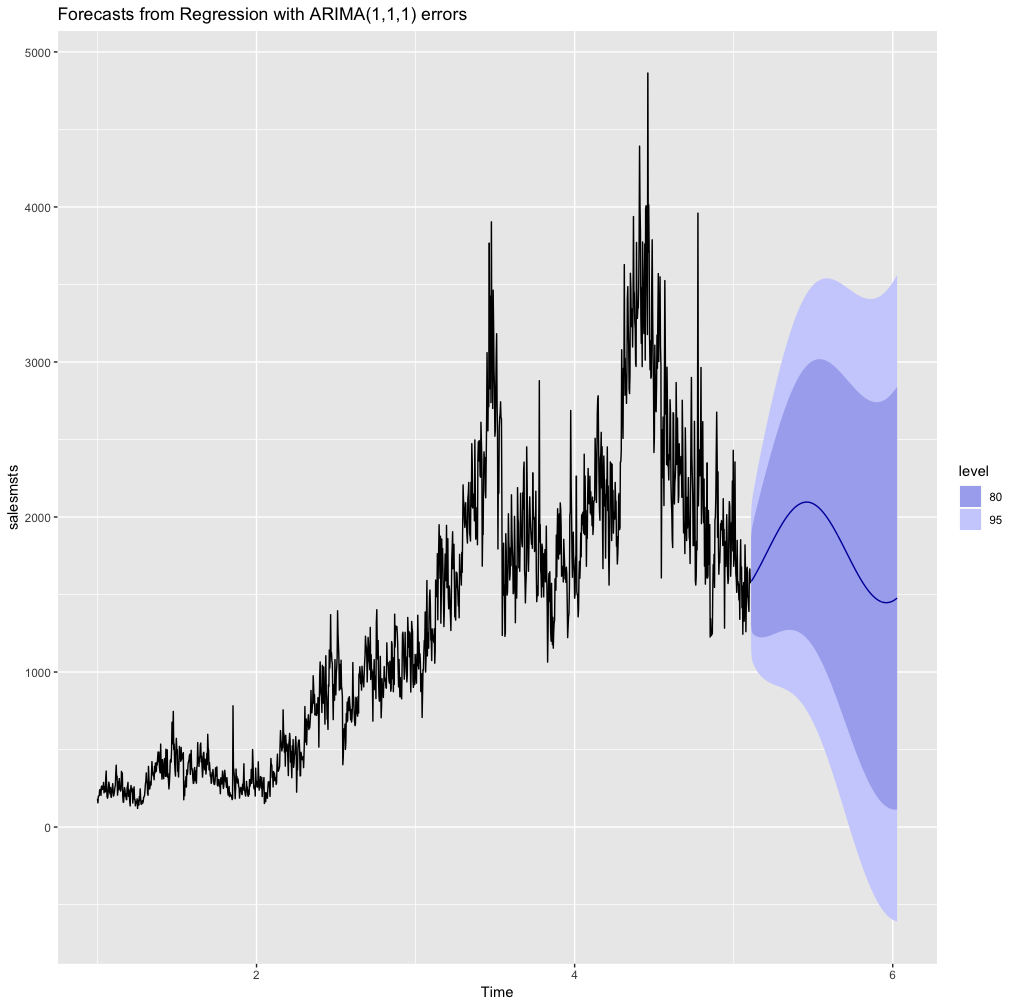 Forecasts from Regression with ARIMA(1,1,1) errors
5000
4000
3000
2000
1000
0
salesmsts
2
4
6
Time
level
80
95